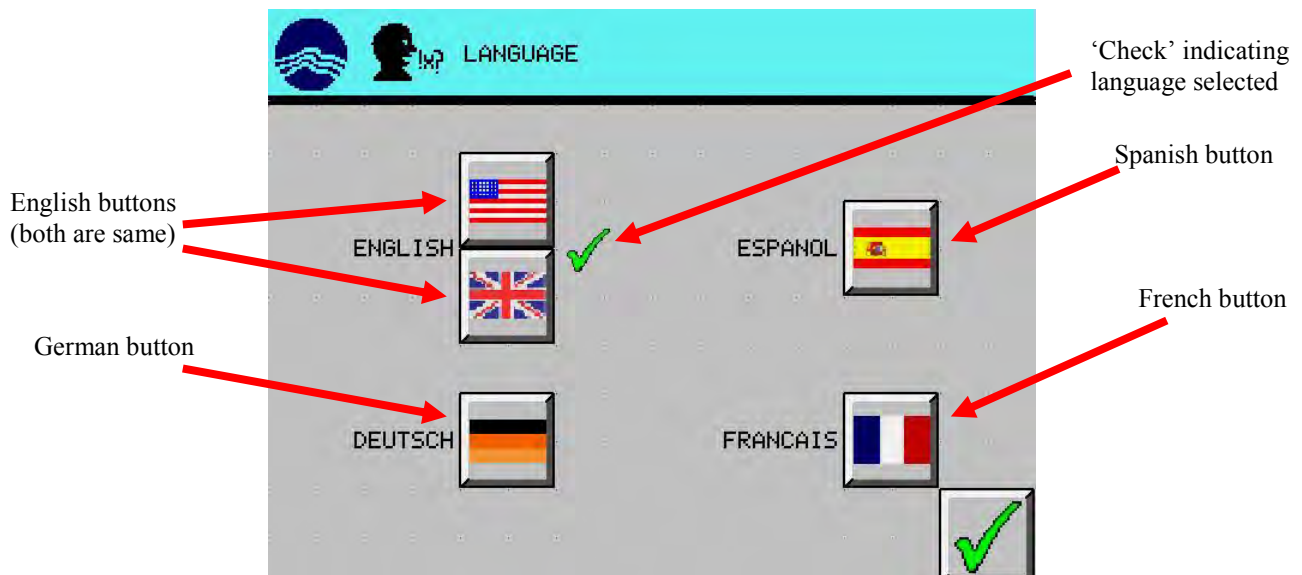 !x? LANGUAGE
‘Check’ indicating
language selected
Spanish button
English buttons
(both are same)
ENGLISH
ESPANOL
French button
German button
DEUTSCH
FRANCAIS